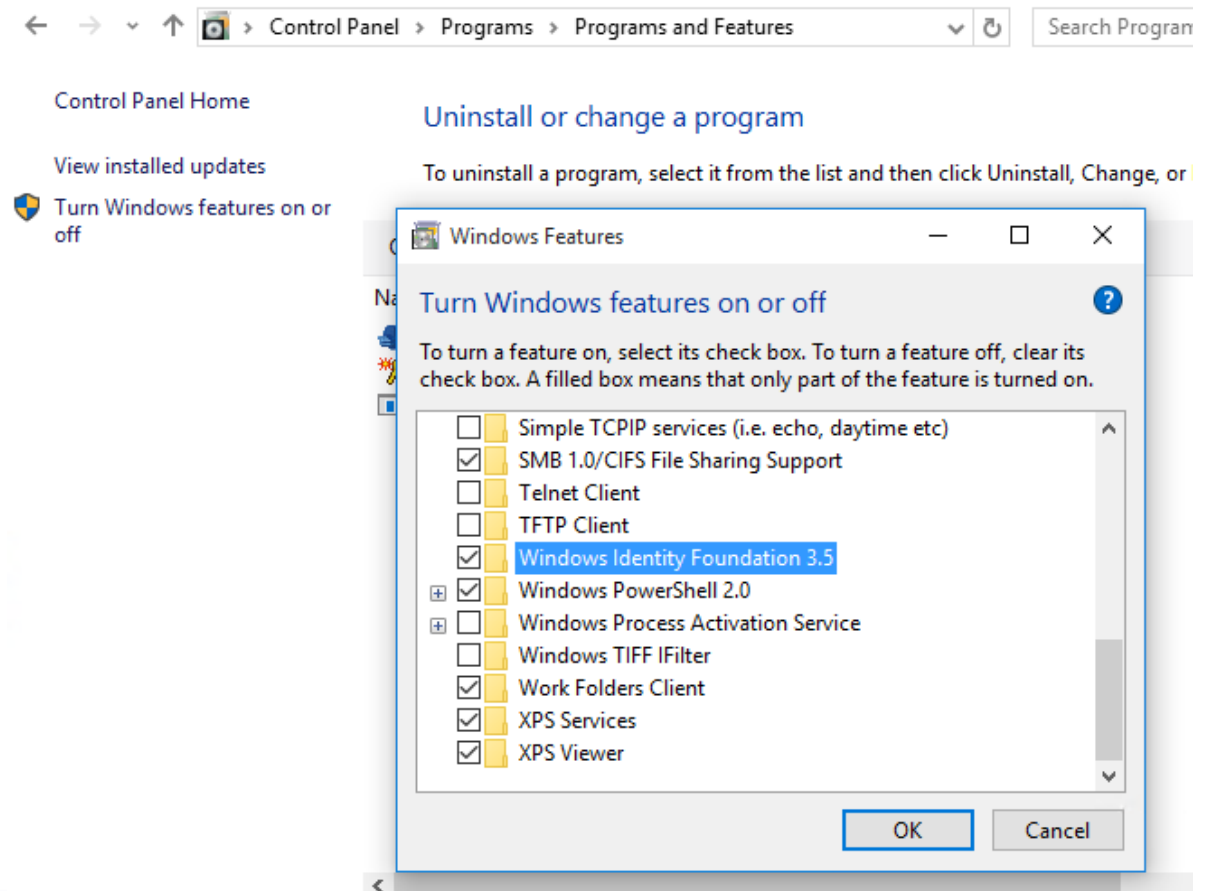 Control Panel > Programs > Programs and Features
Search Program
Control Panel Home
View installed updates
Turn Windows features on or
off
Uninstall or change a program
To uninstall a program, select it from the list and then click Uninstall, Change, or
Na
Windows Features
Turn Windows features on or off
To turn a feature on, select its check box. To turn a feature off, clear its
check box. A filled box means that only part of the feature is turned on.
Simple TCPIP services (i.e. echo, daytime etc)
SMB 1.0/CIFS File Sharing Support
Telnet Client
TFTP Client
Windows Identity Foundation 3.5
Windows PowerShell 2.0
Windows Process Activation Service
Windows TIFF IFilter
Work Folders Client
XPS Services
XPS Viewer
OK
Cancel